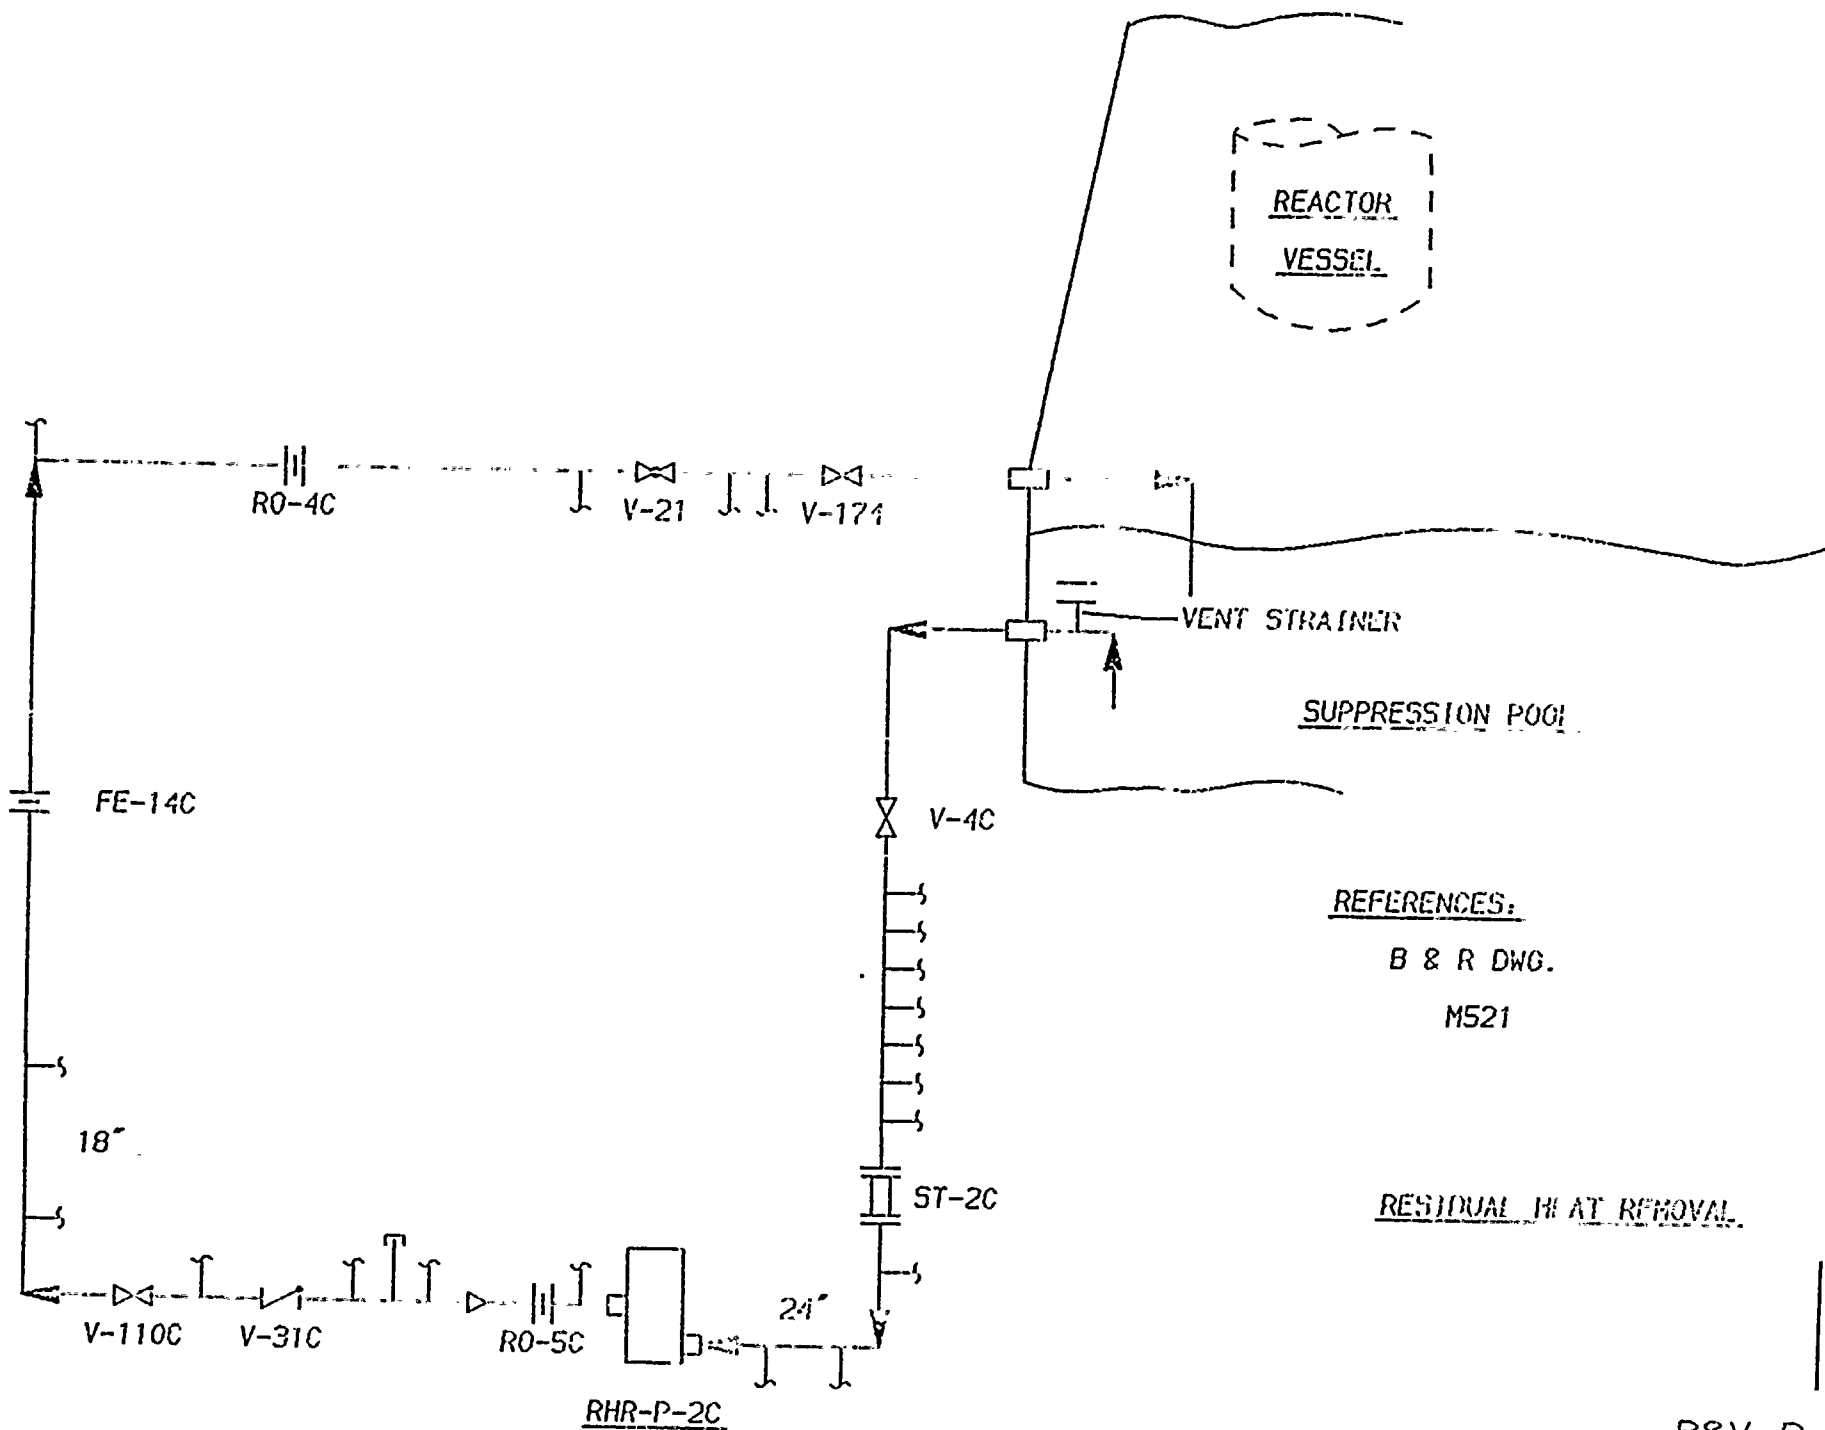 REACTOR
VESSEL
RO-4C
V-21
V-174
VENT STRAINER
SUPPRESSION POOL
FE-14C
V-4C
REFERENCES:
B & R DWG.
M521
18"
ST-2C
RESIDUAL HEAT REMOVAL
24"
V-110C
V-31C
RO-5C
RHR-P-2C